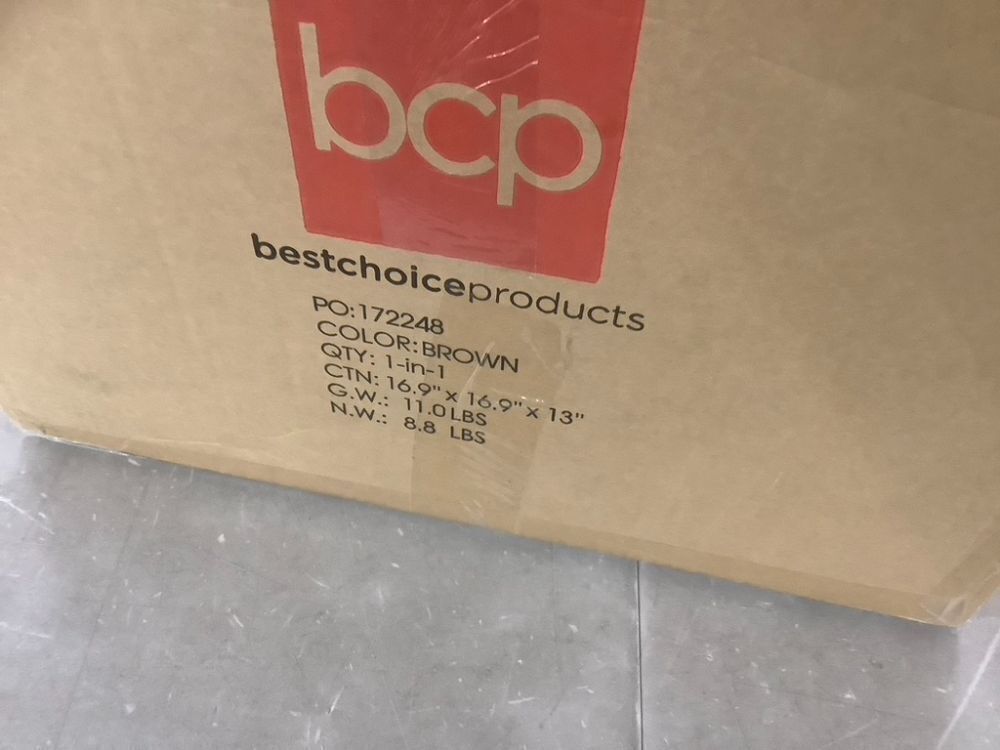 bcp
bestchoiceproducts
PO:172248
COLOR:BROWN
QTY: 1-in-1
CTN: 16.9" x 16.9" x 13"
G.W.: 11.0LBS
N.W.: 8.8 LBS